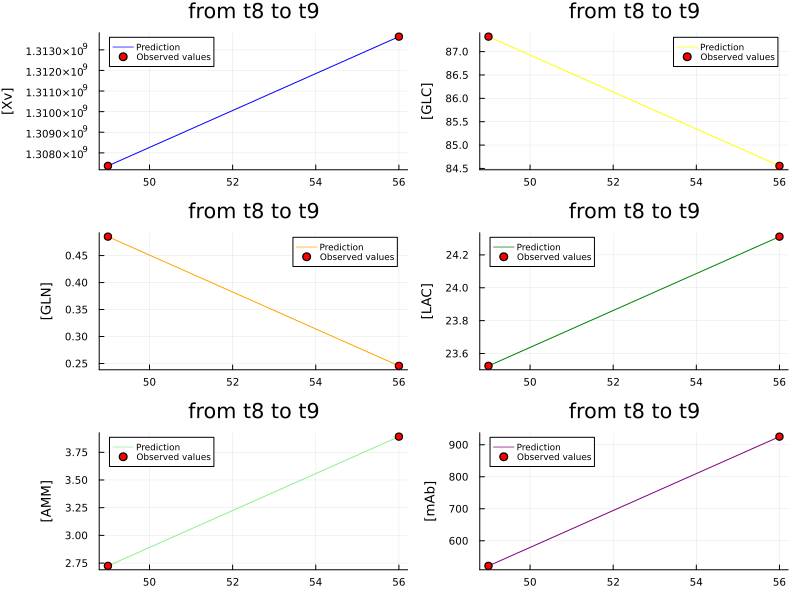 from t8 to t9
[Xv]
1.3130×10⁹
1.3120×10⁹
1.3110×10⁹
1.3100×10⁹
1.3090×10⁹
1.3080×10⁹
Prediction
Observed values
50 52 54 56
from t8 to t9
[GLC]
87.0
86.5
86.0
85.5
85.0
84.5
Prediction
Observed values
50 52 54 56
from t8 to t9
[GLN]
0.45
0.40
0.35
0.30
0.25
Prediction
Observed values
50 52 54 56
from t8 to t9
[LAC]
24.2
24.0
23.8
23.6
Prediction
Observed values
50 52 54 56
from t8 to t9
[AMM]
3.75
3.50
3.25
3.00
2.75
Prediction
Observed values
50 52 54 56
from t8 to t9
[mAb]
900
800
700
600
Prediction
Observed values
50 52 54 56